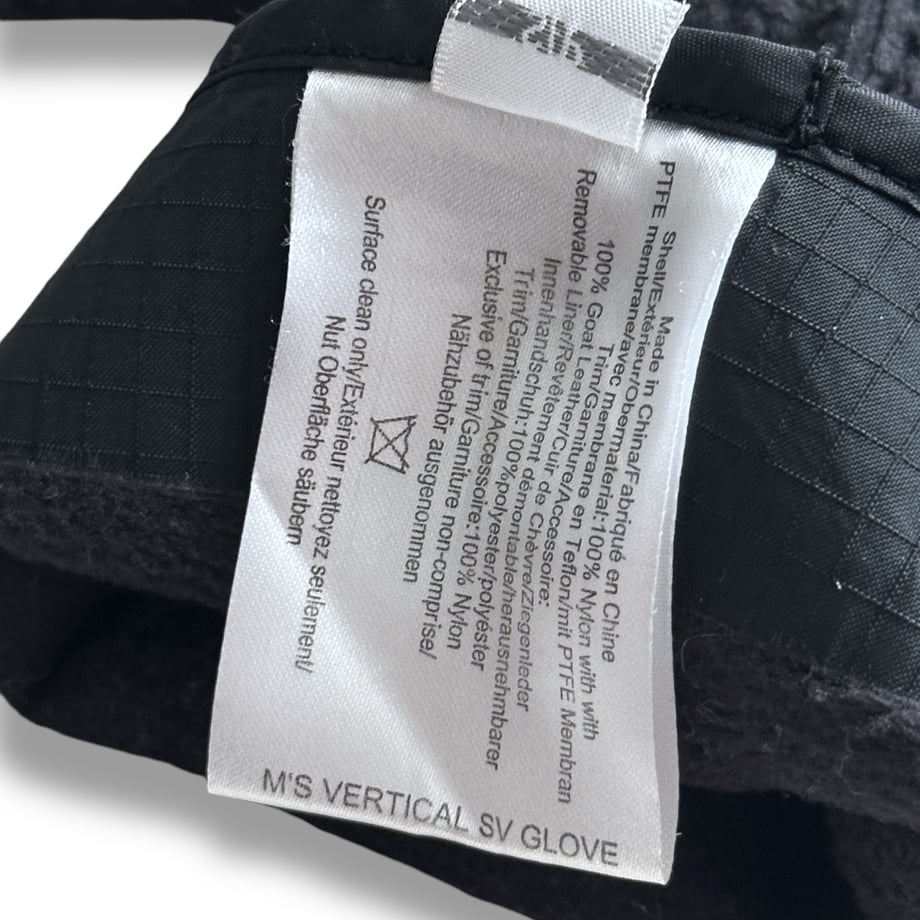 Made in China/Fabriqué en Chine
Shell/Extérieur/Obermaterial:100% Nylon with
PTFE membrane/avec membrane en Teflon/mit PTFE Membran
Trim/Garniture/Accessoire:
100% Goat Leather/Cuir de Chèvre/Ziegenleder
Removable Liner/Revêtement démontable/herausnehmbarer
Innenhandschuh:100%polyester/polyéster
Trim/Garniture/Accessoire:100% Nylon
Exclusive of trim/Garniture non-comprise/
Nähzubehör ausgenommen
Surface clean only/Extérieur nettoyez seulement/
Nut Oberfläche säubern
M'S VERTICAL SV GLOVE